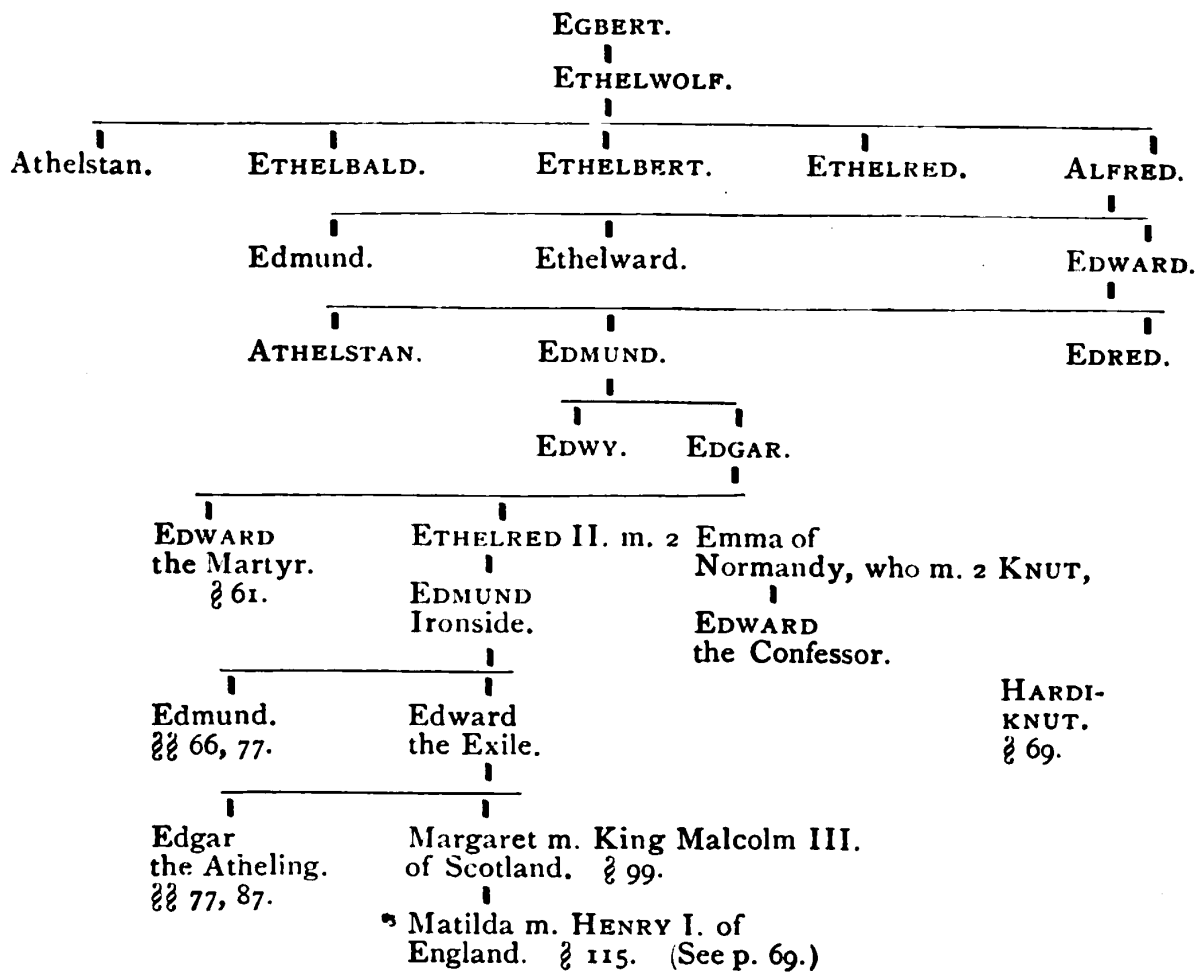 EGBERT.
ETHELWOLF.
Athelstan. ETHELBALD. ETHELBERT. ETHELRED. ALFRED.
Edmund. Ethelward. EDWARD.
ATHELSTAN. EDMUND. EDRED.
EDWY. EDGAR.
EDWARD ETHELRED II. m. 2 Emma of
the Martyr. Normandy, who m. 2 KNUT,
§ 61. EDMUND
Ironside. EDWARD
the Confessor.
HARDI-
Edmund. Edward KNUT.
§§ 66, 77. the Exile. § 69.
Edgar Margaret m. King Malcolm III.
the Atheling. of Scotland. § 99.
§§ 77, 87.
Matilda m. HENRY I. of
England. § 115. (See p. 69.)